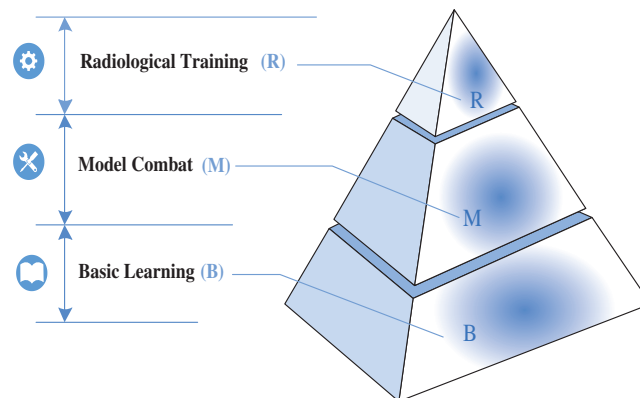 Radiological Training (R)
R
Model Combat (M)
M
Basic Learning (B)
B